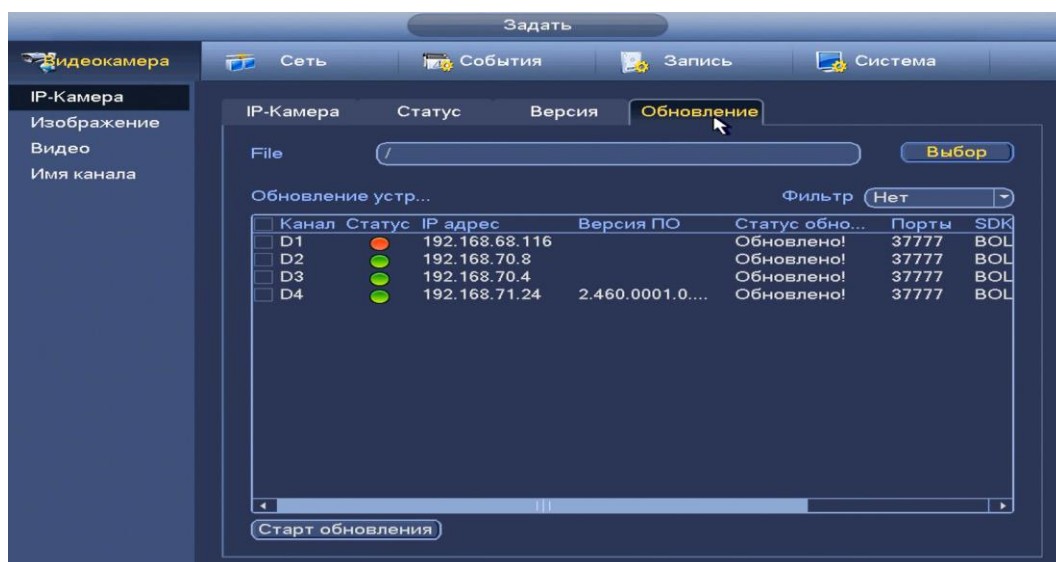 Задать
Видеокамера Сеть События Запись Система
IP-Камера
Изображение
Видео
Имя канала
IP-Камера Статус Версия Обновление
File / Выбор
Обновление устр... Фильтр Нет
Канал Статус IP адрес Версия ПО Статус обно... Порты SDK
D1 192.168.68.116 Обновлено! 37777 BOL
D2 192.168.70.8 Обновлено! 37777 BOL
D3 192.168.70.4 Обновлено! 37777 BOL
D4 192.168.71.24 2.460.0001.0.... Обновлено! 37777 BOL
Старт обновления